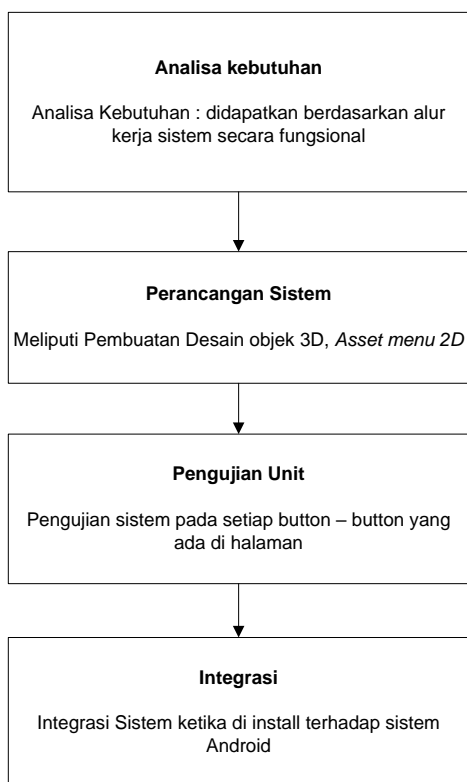 Analisa kebutuhan
Analisa Kebutuhan : didapatkan berdasarkan alur
kerja sistem secara fungsional
Perancangan Sistem
Meliputi Pembuatan Desain objek 3D, Asset menu 2D
Pengujian Unit
Pengujian sistem pada setiap button – button yang
ada di halaman
Integrasi
Integrasi Sistem ketika di install terhadap sistem
Android